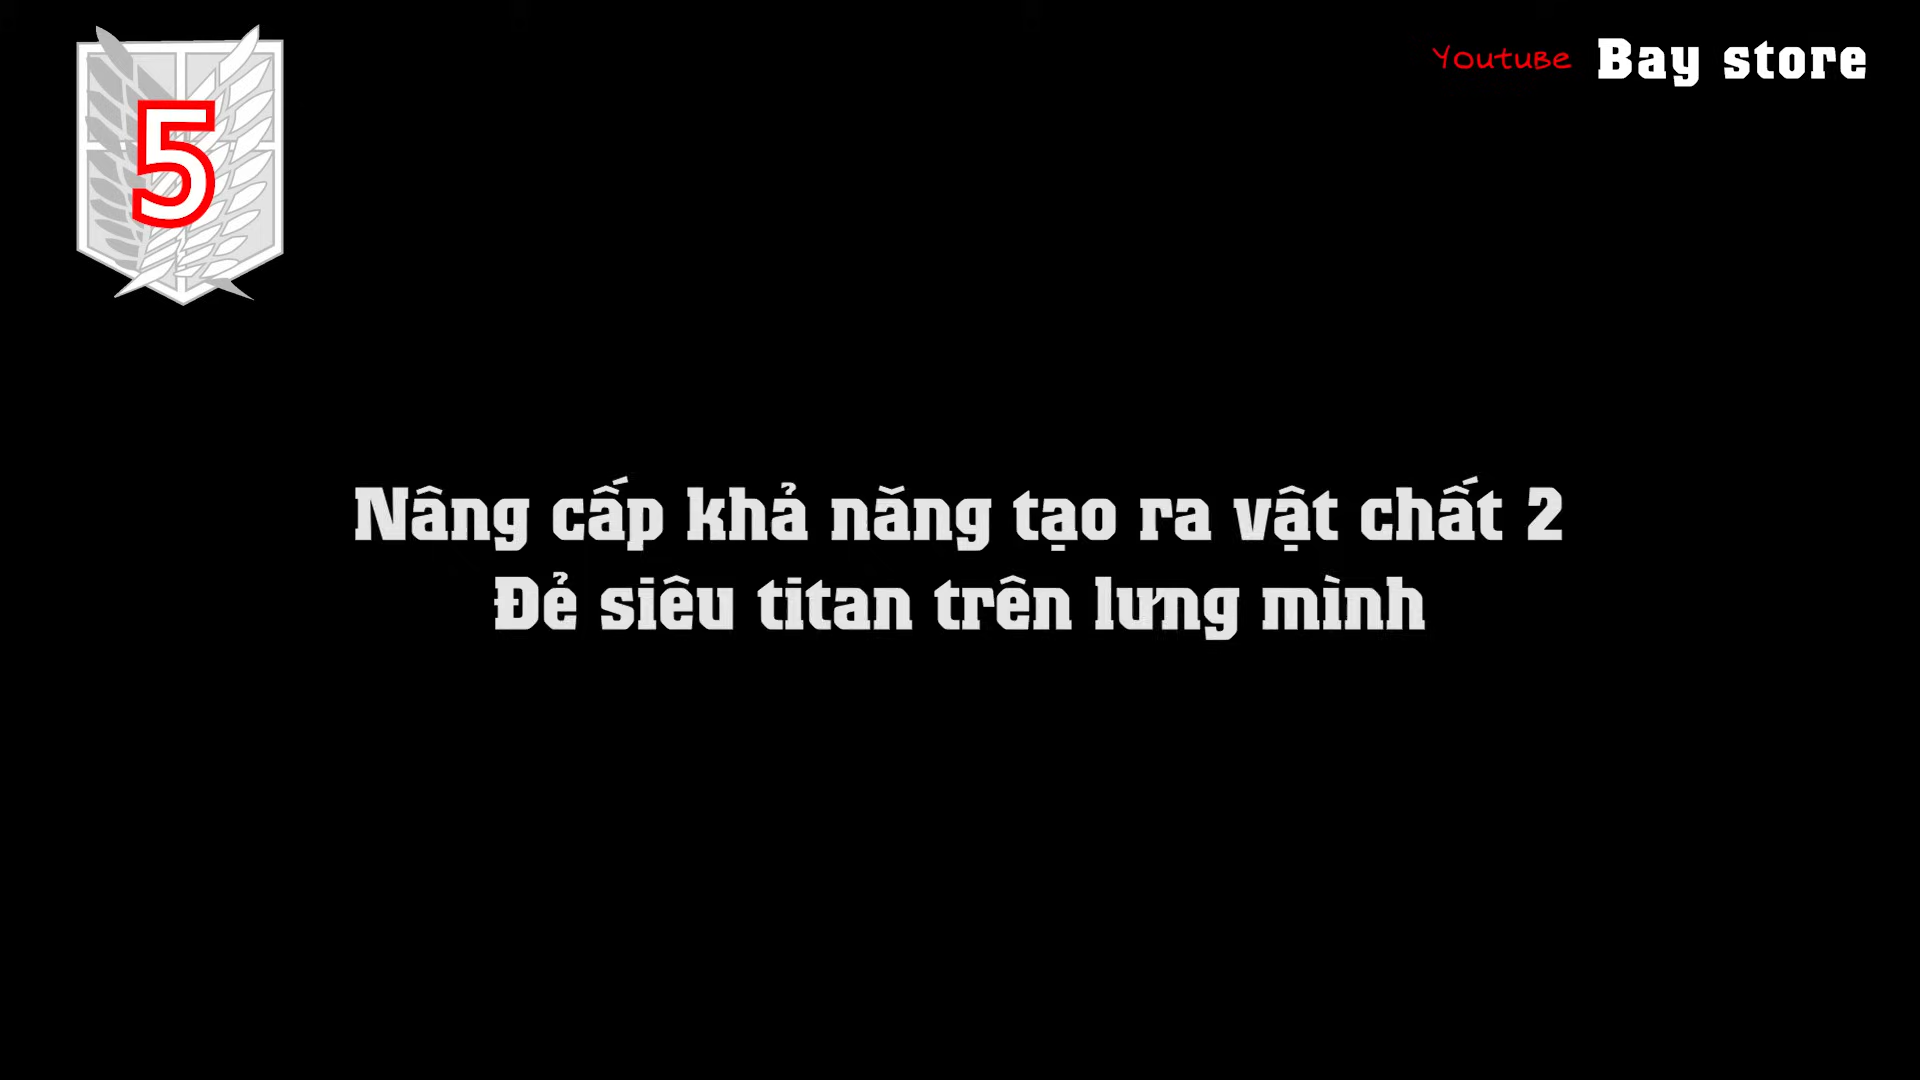 5
Youtube Bay store
Nâng cấp khả năng tạo ra vật chất 2
Đẻ siêu titan trên lưng mình